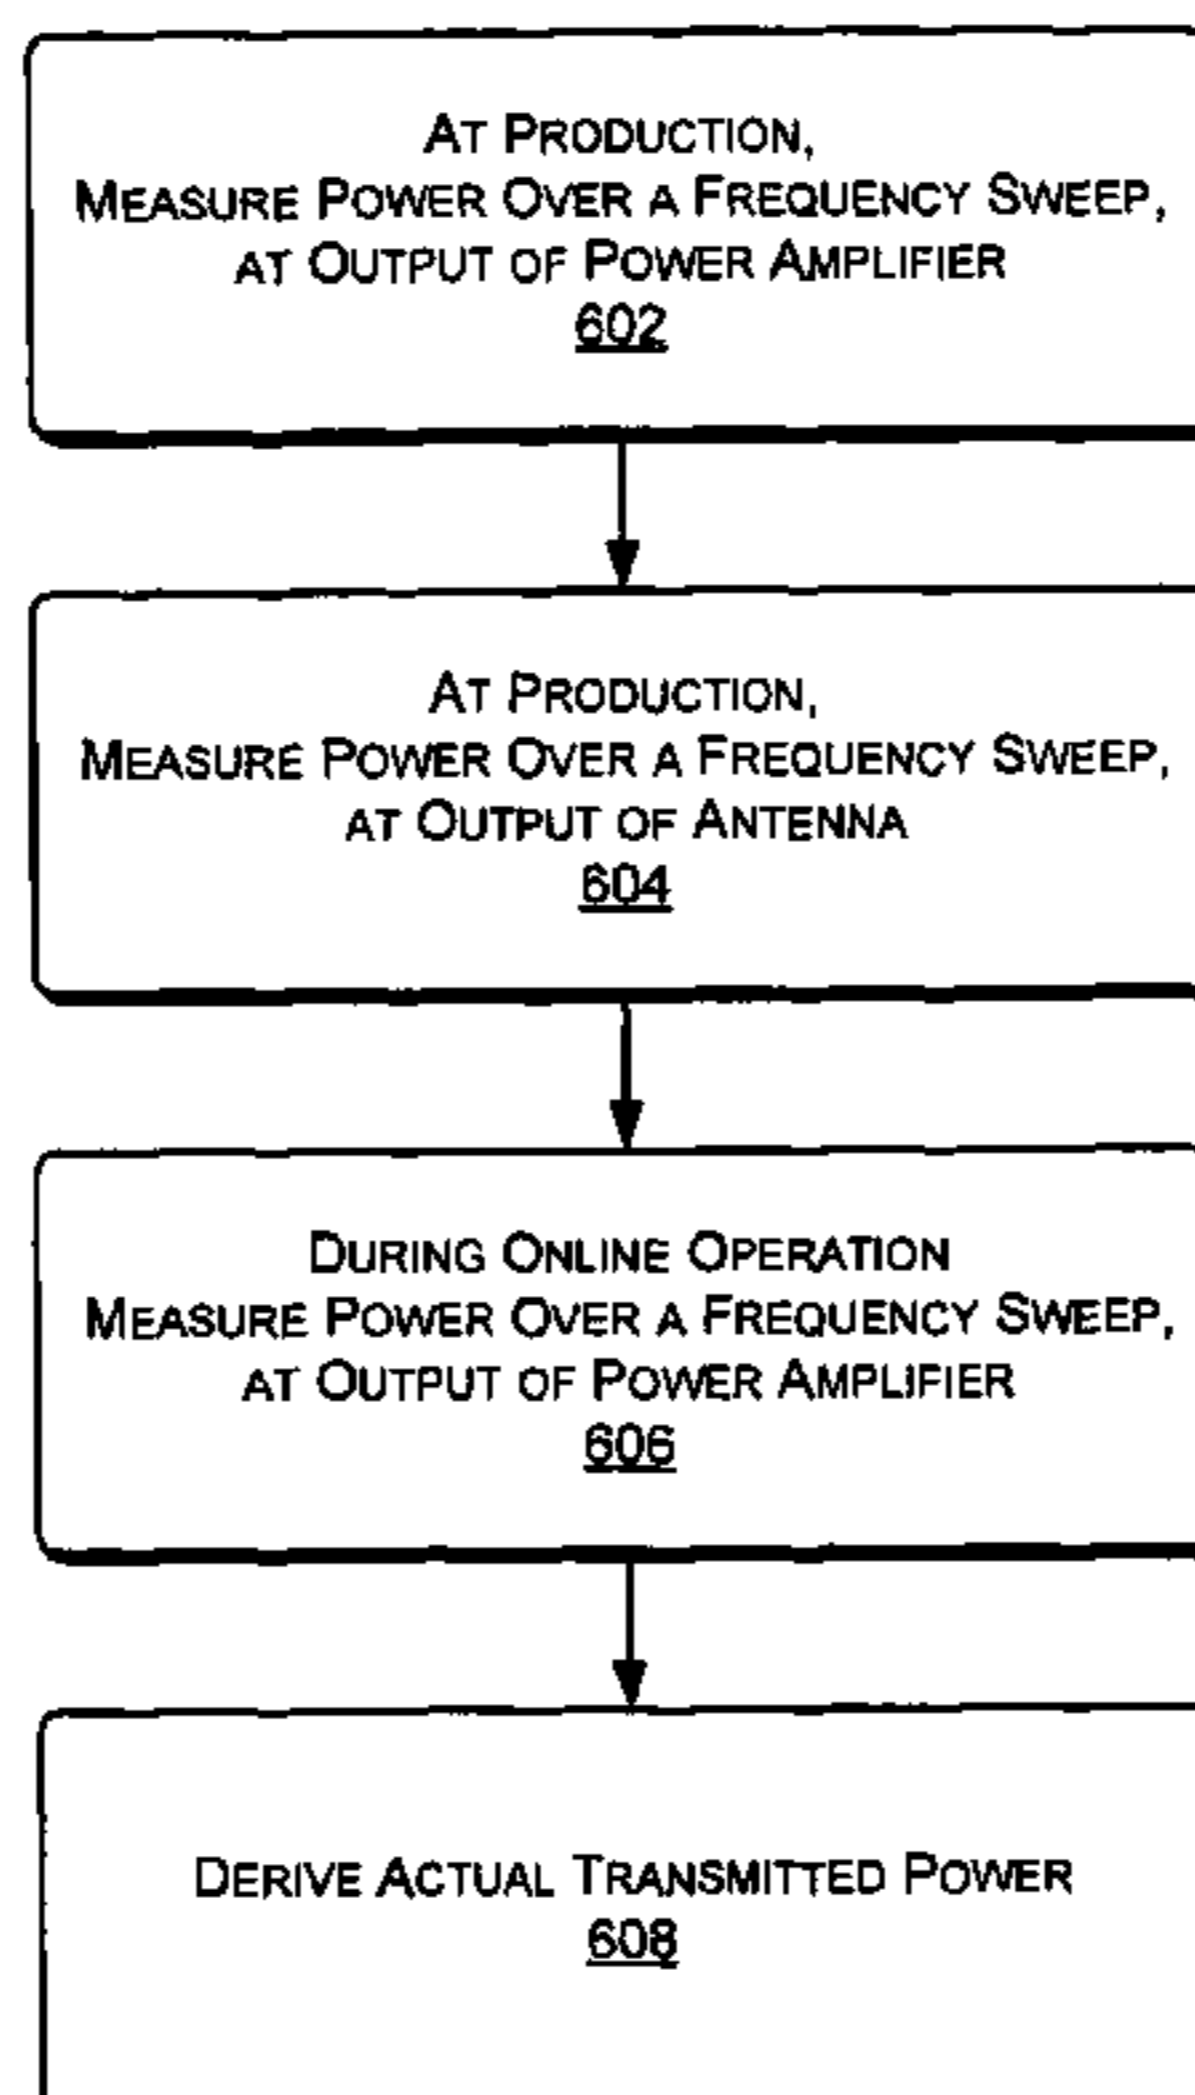 AT PRODUCTION,
MEASURE POWER OVER A FREQUENCY SWEEP,
AT OUTPUT OF POWER AMPLIFIER
602
AT PRODUCTION,
MEASURE POWER OVER A FREQUENCY SWEEP,
AT OUTPUT OF ANTENNA
604
DURING ONLINE OPERATION
MEASURE POWER OVER A FREQUENCY SWEEP,
AT OUTPUT OF POWER AMPLIFIER
606
DERIVE ACTUAL TRANSMITTED POWER
608